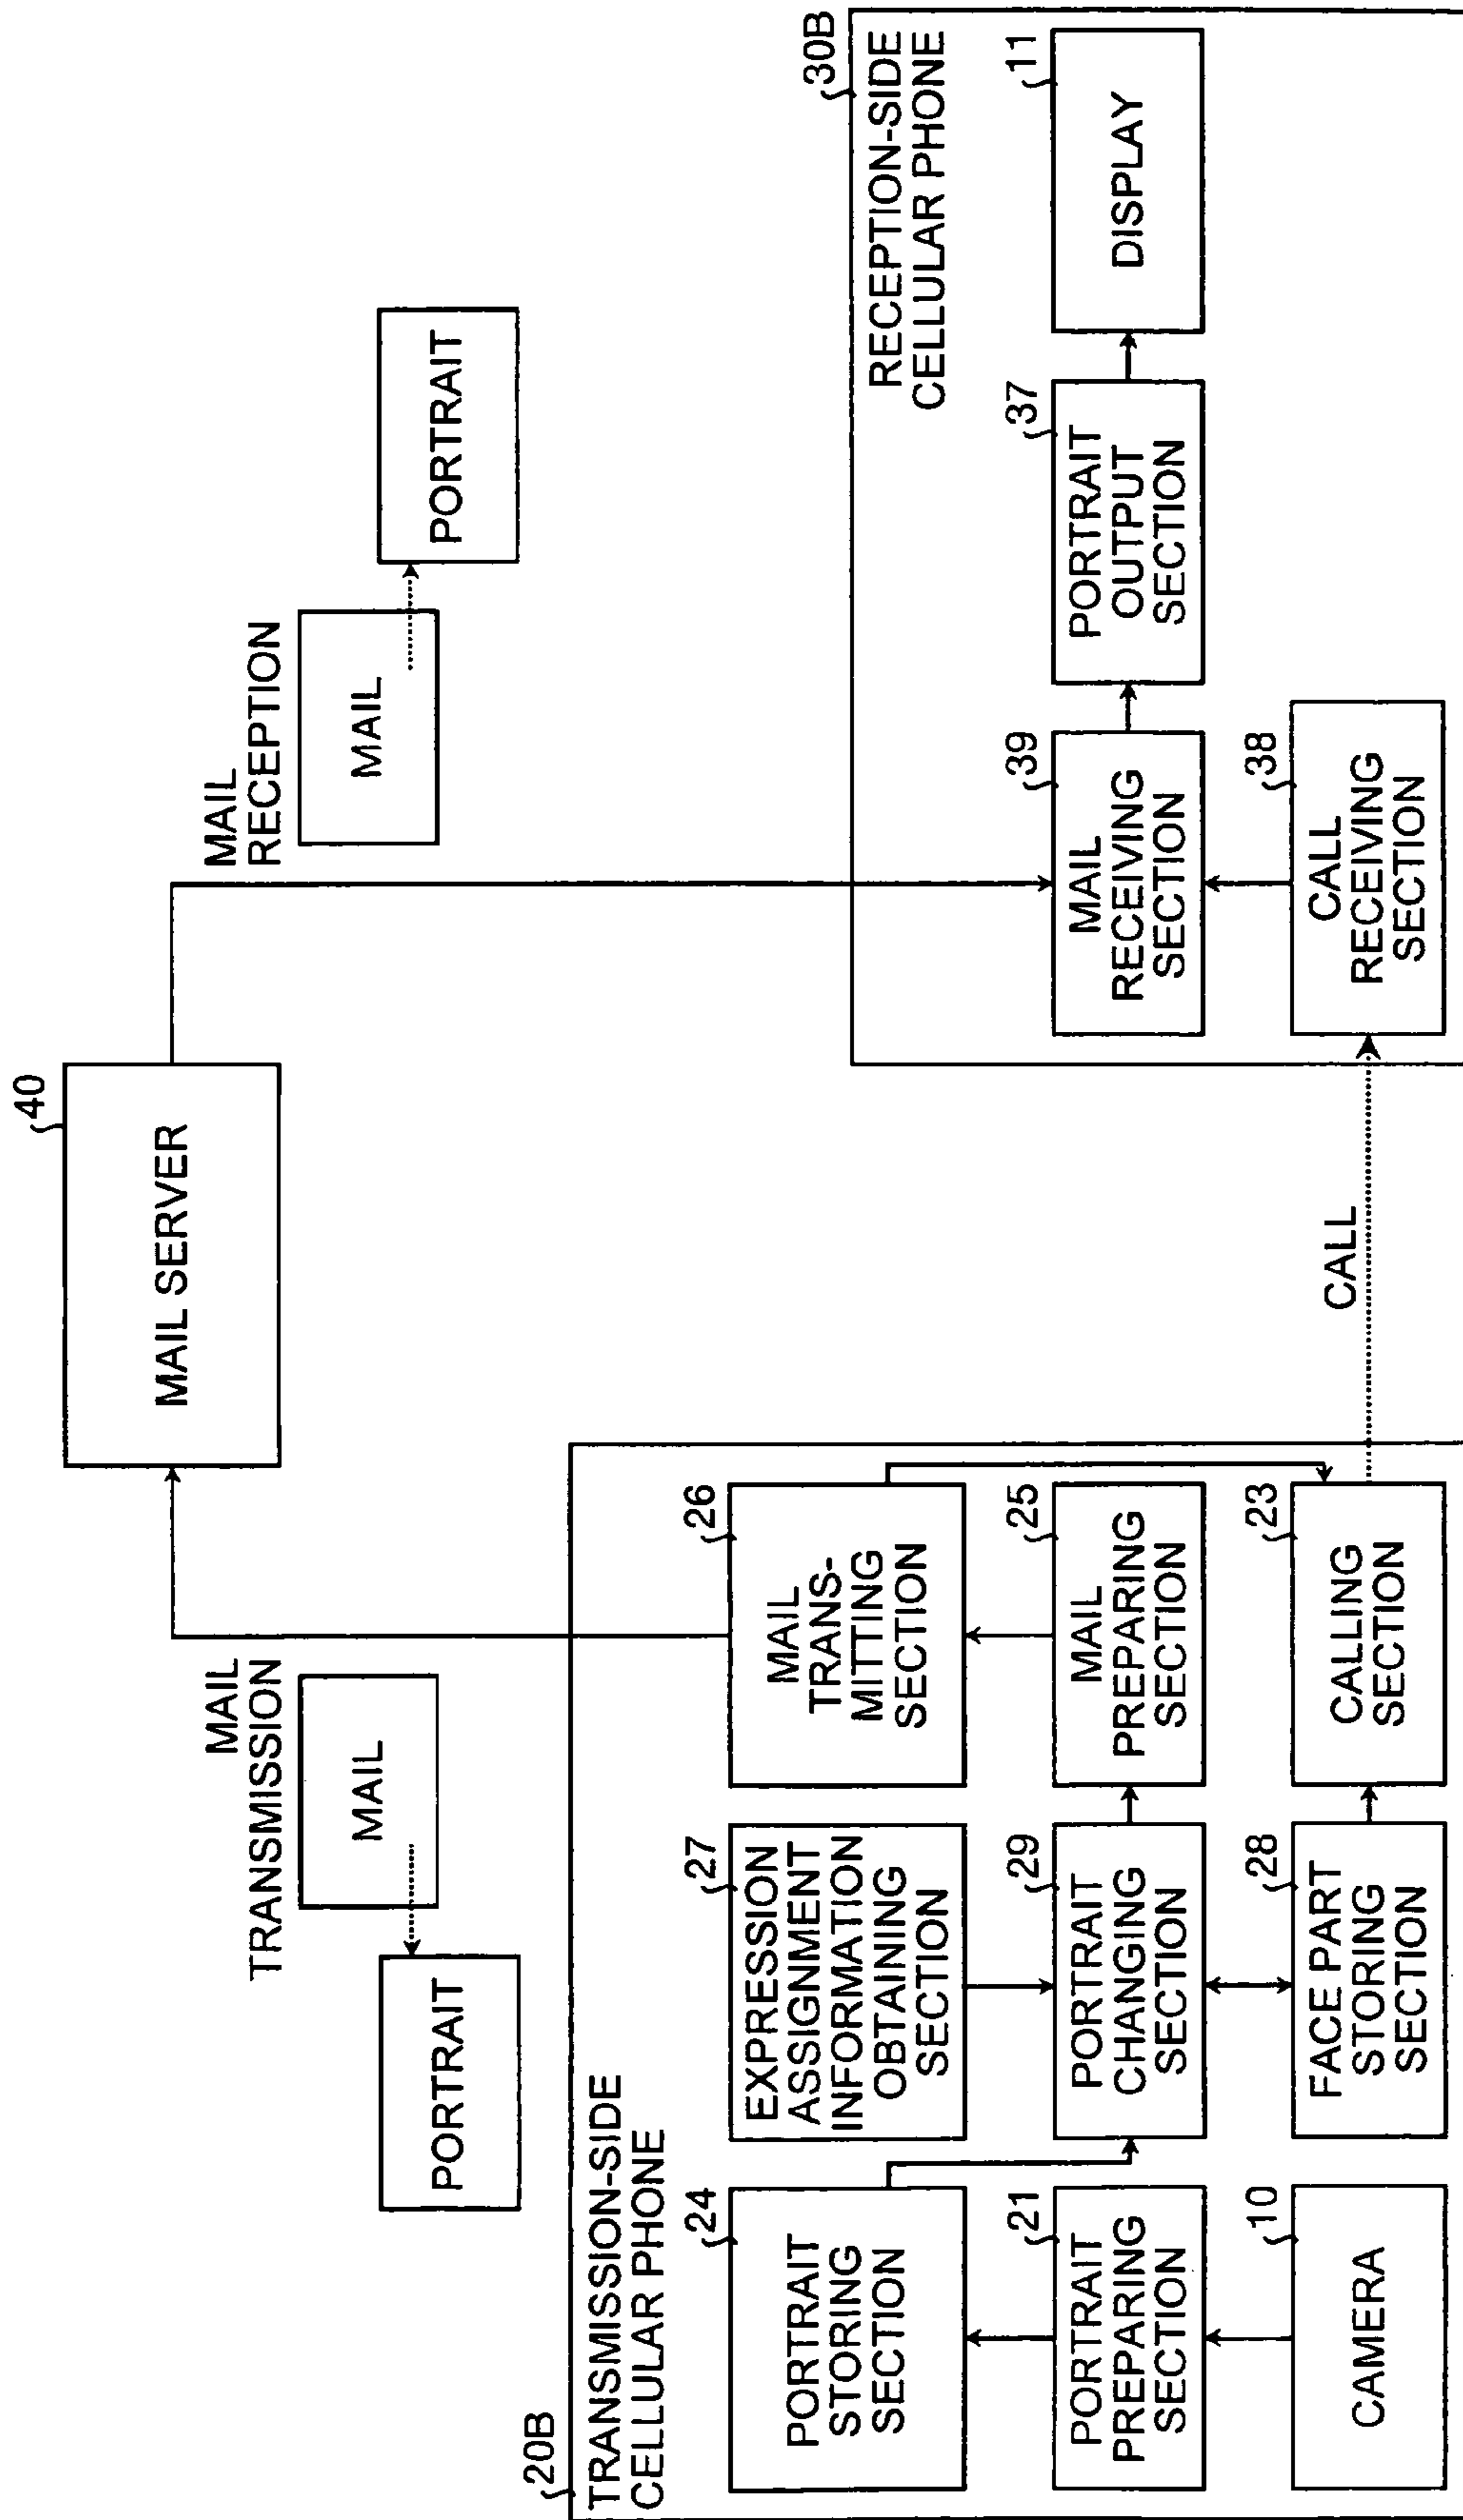 40
MAIL SERVER
MAIL
TRANSMISSION
MAIL
PORTRAIT
MAIL
RECEPTION
MAIL
PORTRAIT
20B
TRANSMISSION-SIDE
CELLULAR PHONE
24
PORTRAIT
STORING
SECTION
27
EXPRESSION
ASSIGNMENT
INFORMATION
OBTAINING
SECTION
26
MAIL
TRANS-
MITTING
SECTION
21
PORTRAIT
PREPARING
SECTION
29
PORTRAIT
CHANGING
SECTION
25
MAIL
PREPARING
SECTION
10
CAMERA
28
FACE PART
STORING
SECTION
23
CALLING
SECTION
CALL
30B
RECEPTION-SIDE
CELLULAR PHONE
39
MAIL
RECEIVING
SECTION
37
PORTRAIT
OUTPUT
SECTION
11
DISPLAY
38
CALL
RECEIVING
SECTION